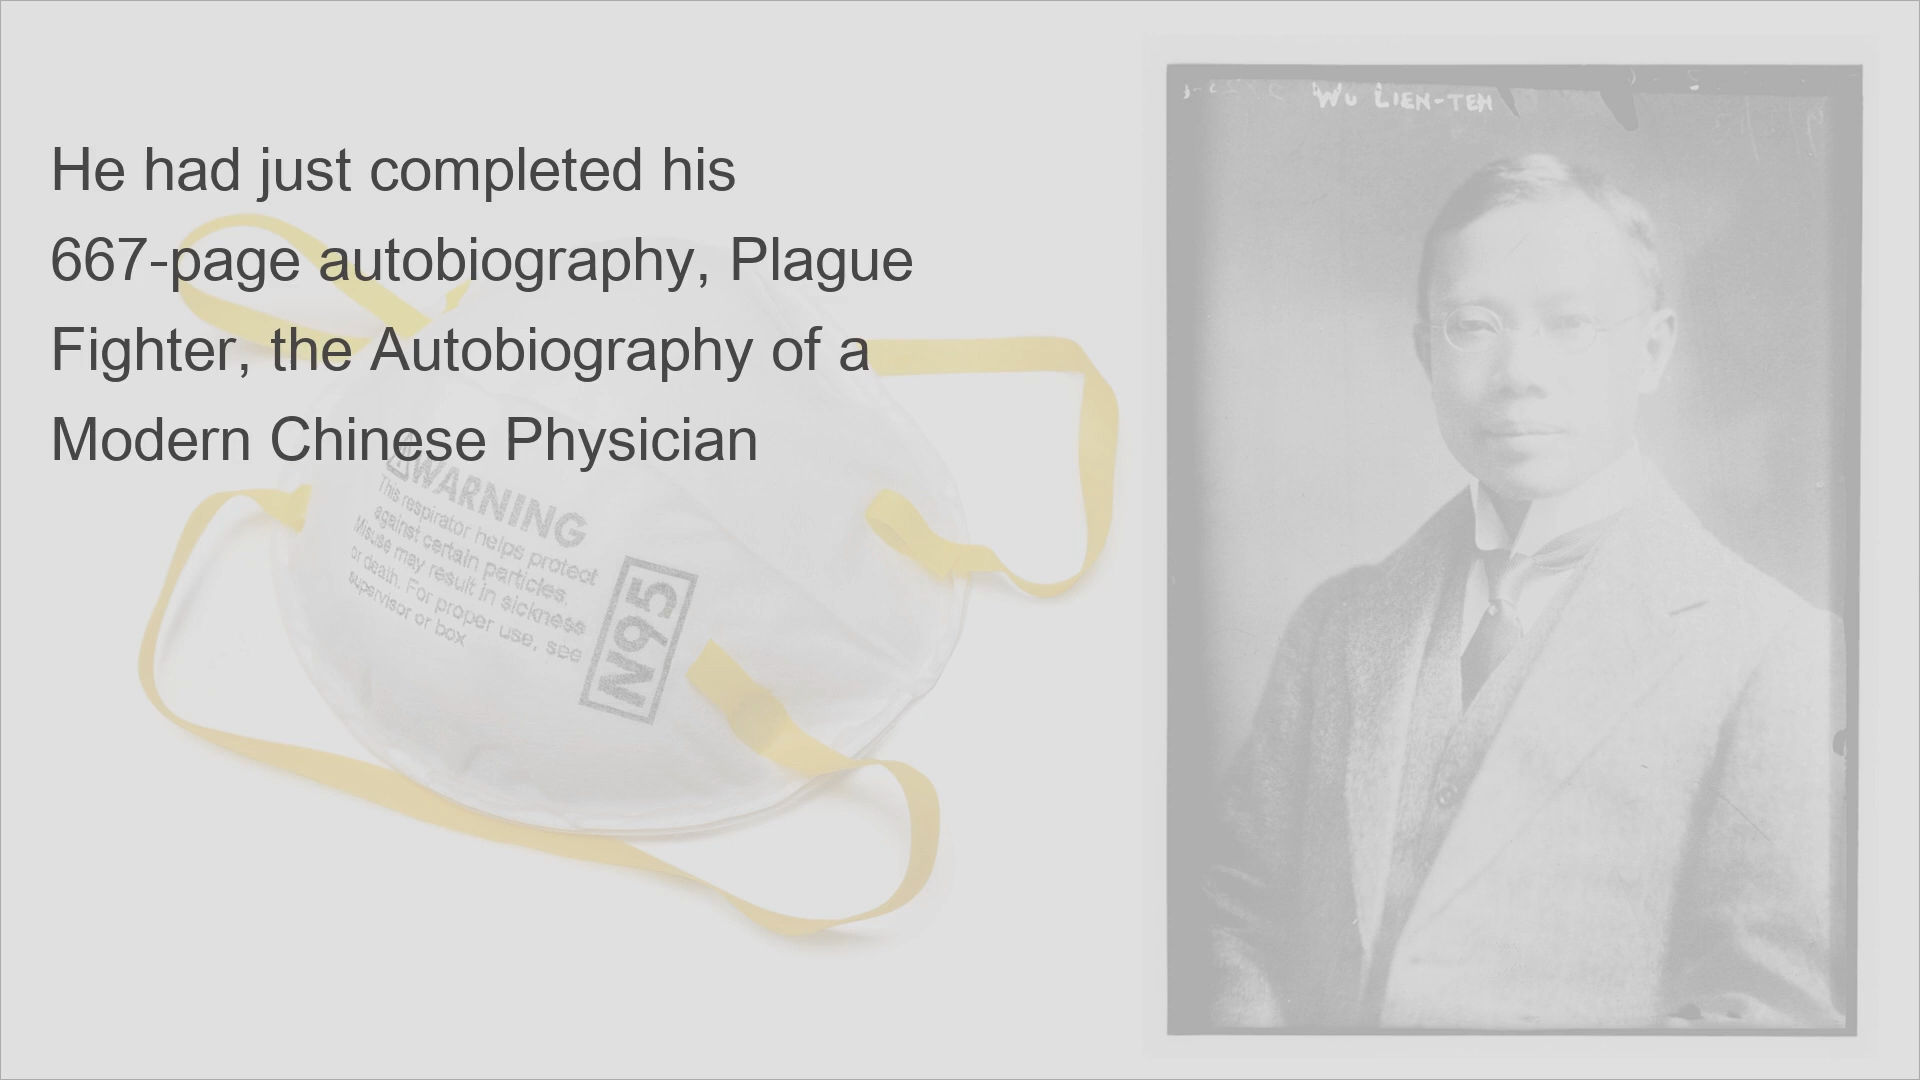 He had just completed his
667-page autobiography, Plague
Fighter, the Autobiography of a
Modern Chinese Physician
WARNING
This respirator helps protect
against certain particles.
Misuse may result in sickness
or death. For proper use, see
supervisor or box
N95
WU LIEN-TEH